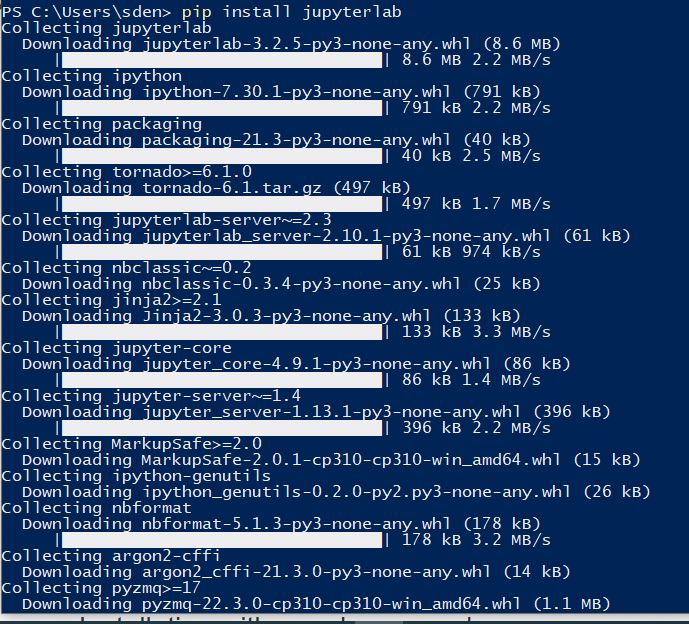 PS C:\Users\sden> pip install jupyterlab
Collecting jupyterlab
  Downloading jupyterlab-3.2.5-py3-none-any.whl (8.6 MB)
     |████████████████████████████████| 8.6 MB 2.2 MB/s
Collecting ipython
  Downloading ipython-7.30.1-py3-none-any.whl (791 kB)
     |████████████████████████████████| 791 kB 2.2 MB/s
Collecting packaging
  Downloading packaging-21.3-py3-none-any.whl (40 kB)
     |████████████████████████████████| 40 kB 2.5 MB/s
Collecting tornado>=6.1.0
  Downloading tornado-6.1.tar.gz (497 kB)
     |████████████████████████████████| 497 kB 1.7 MB/s
Collecting jupyterlab-server~=2.3
  Downloading jupyterlab_server-2.10.1-py3-none-any.whl (61 kB)
     |████████████████████████████████| 61 kB 974 kB/s
Collecting nbclassic~=0.2
  Downloading nbclassic-0.3.4-py3-none-any.whl (25 kB)
Collecting jinja2>=2.1
  Downloading Jinja2-3.0.3-py3-none-any.whl (133 kB)
     |████████████████████████████████| 133 kB 3.3 MB/s
Collecting jupyter-core
  Downloading jupyter_core-4.9.1-py3-none-any.whl (86 kB)
     |████████████████████████████████| 86 kB 1.4 MB/s
Collecting jupyter-server~=1.4
  Downloading jupyter_server-1.13.1-py3-none-any.whl (396 kB)
     |████████████████████████████████| 396 kB 2.2 MB/s
Collecting MarkupSafe>=2.0
  Downloading MarkupSafe-2.0.1-cp310-cp310-win_amd64.whl (15 kB)
Collecting ipython-genutils
  Downloading ipython_genutils-0.2.0-py2.py3-none-any.whl (26 kB)
Collecting nbformat
  Downloading nbformat-5.1.3-py3-none-any.whl (178 kB)
     |████████████████████████████████| 178 kB 3.2 MB/s
Collecting argon2-cffi
  Downloading argon2_cffi-21.3.0-py3-none-any.whl (14 kB)
Collecting pyzmq>=17
  Downloading pyzmq-22.3.0-cp310-cp310-win_amd64.whl (1.1 MB)